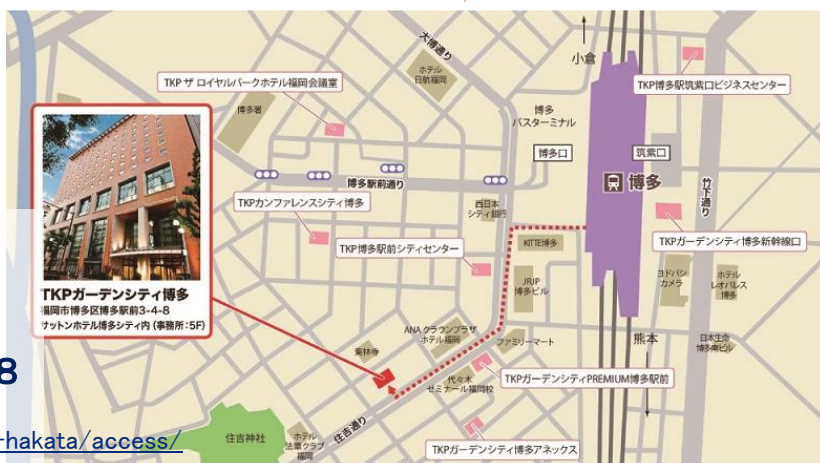 小倉
大博通り
ホテル
日航福岡
TKP ザ ロイヤルパークホテル福岡会議室
TKP博多駅筑紫口ビジネスセンター
博多署
博多
バスターミナル
博多口
筑紫口
博多駅前通り
博多
竹下通り
TKPカンファレンスシティ博多
西日本
シティ銀行
TKP博多駅前シティセンター
KITTE博多
TKPガーデンシティ博多新幹線口
JRJP
博多ビル
ヨドバシ
カメラ
ホテル
レオパレス
博多
TKPガーデンシティ博多
福岡市博多区博多駅前3-4-8
サットンホテル博多シティ内 (事務所:5F)
ANA クラウンプラザ
ホテル福岡
ファミリーマート
熊本
日本生命
博多南ビル
東林寺
代々木
ゼミナール福岡校
TKPガーデンシティPREMIUM博多駅前
8
住吉神社
ホテル
法華クラブ
福岡
住吉通り
TKPガーデンシティ博多アネックス
-hakata/access/